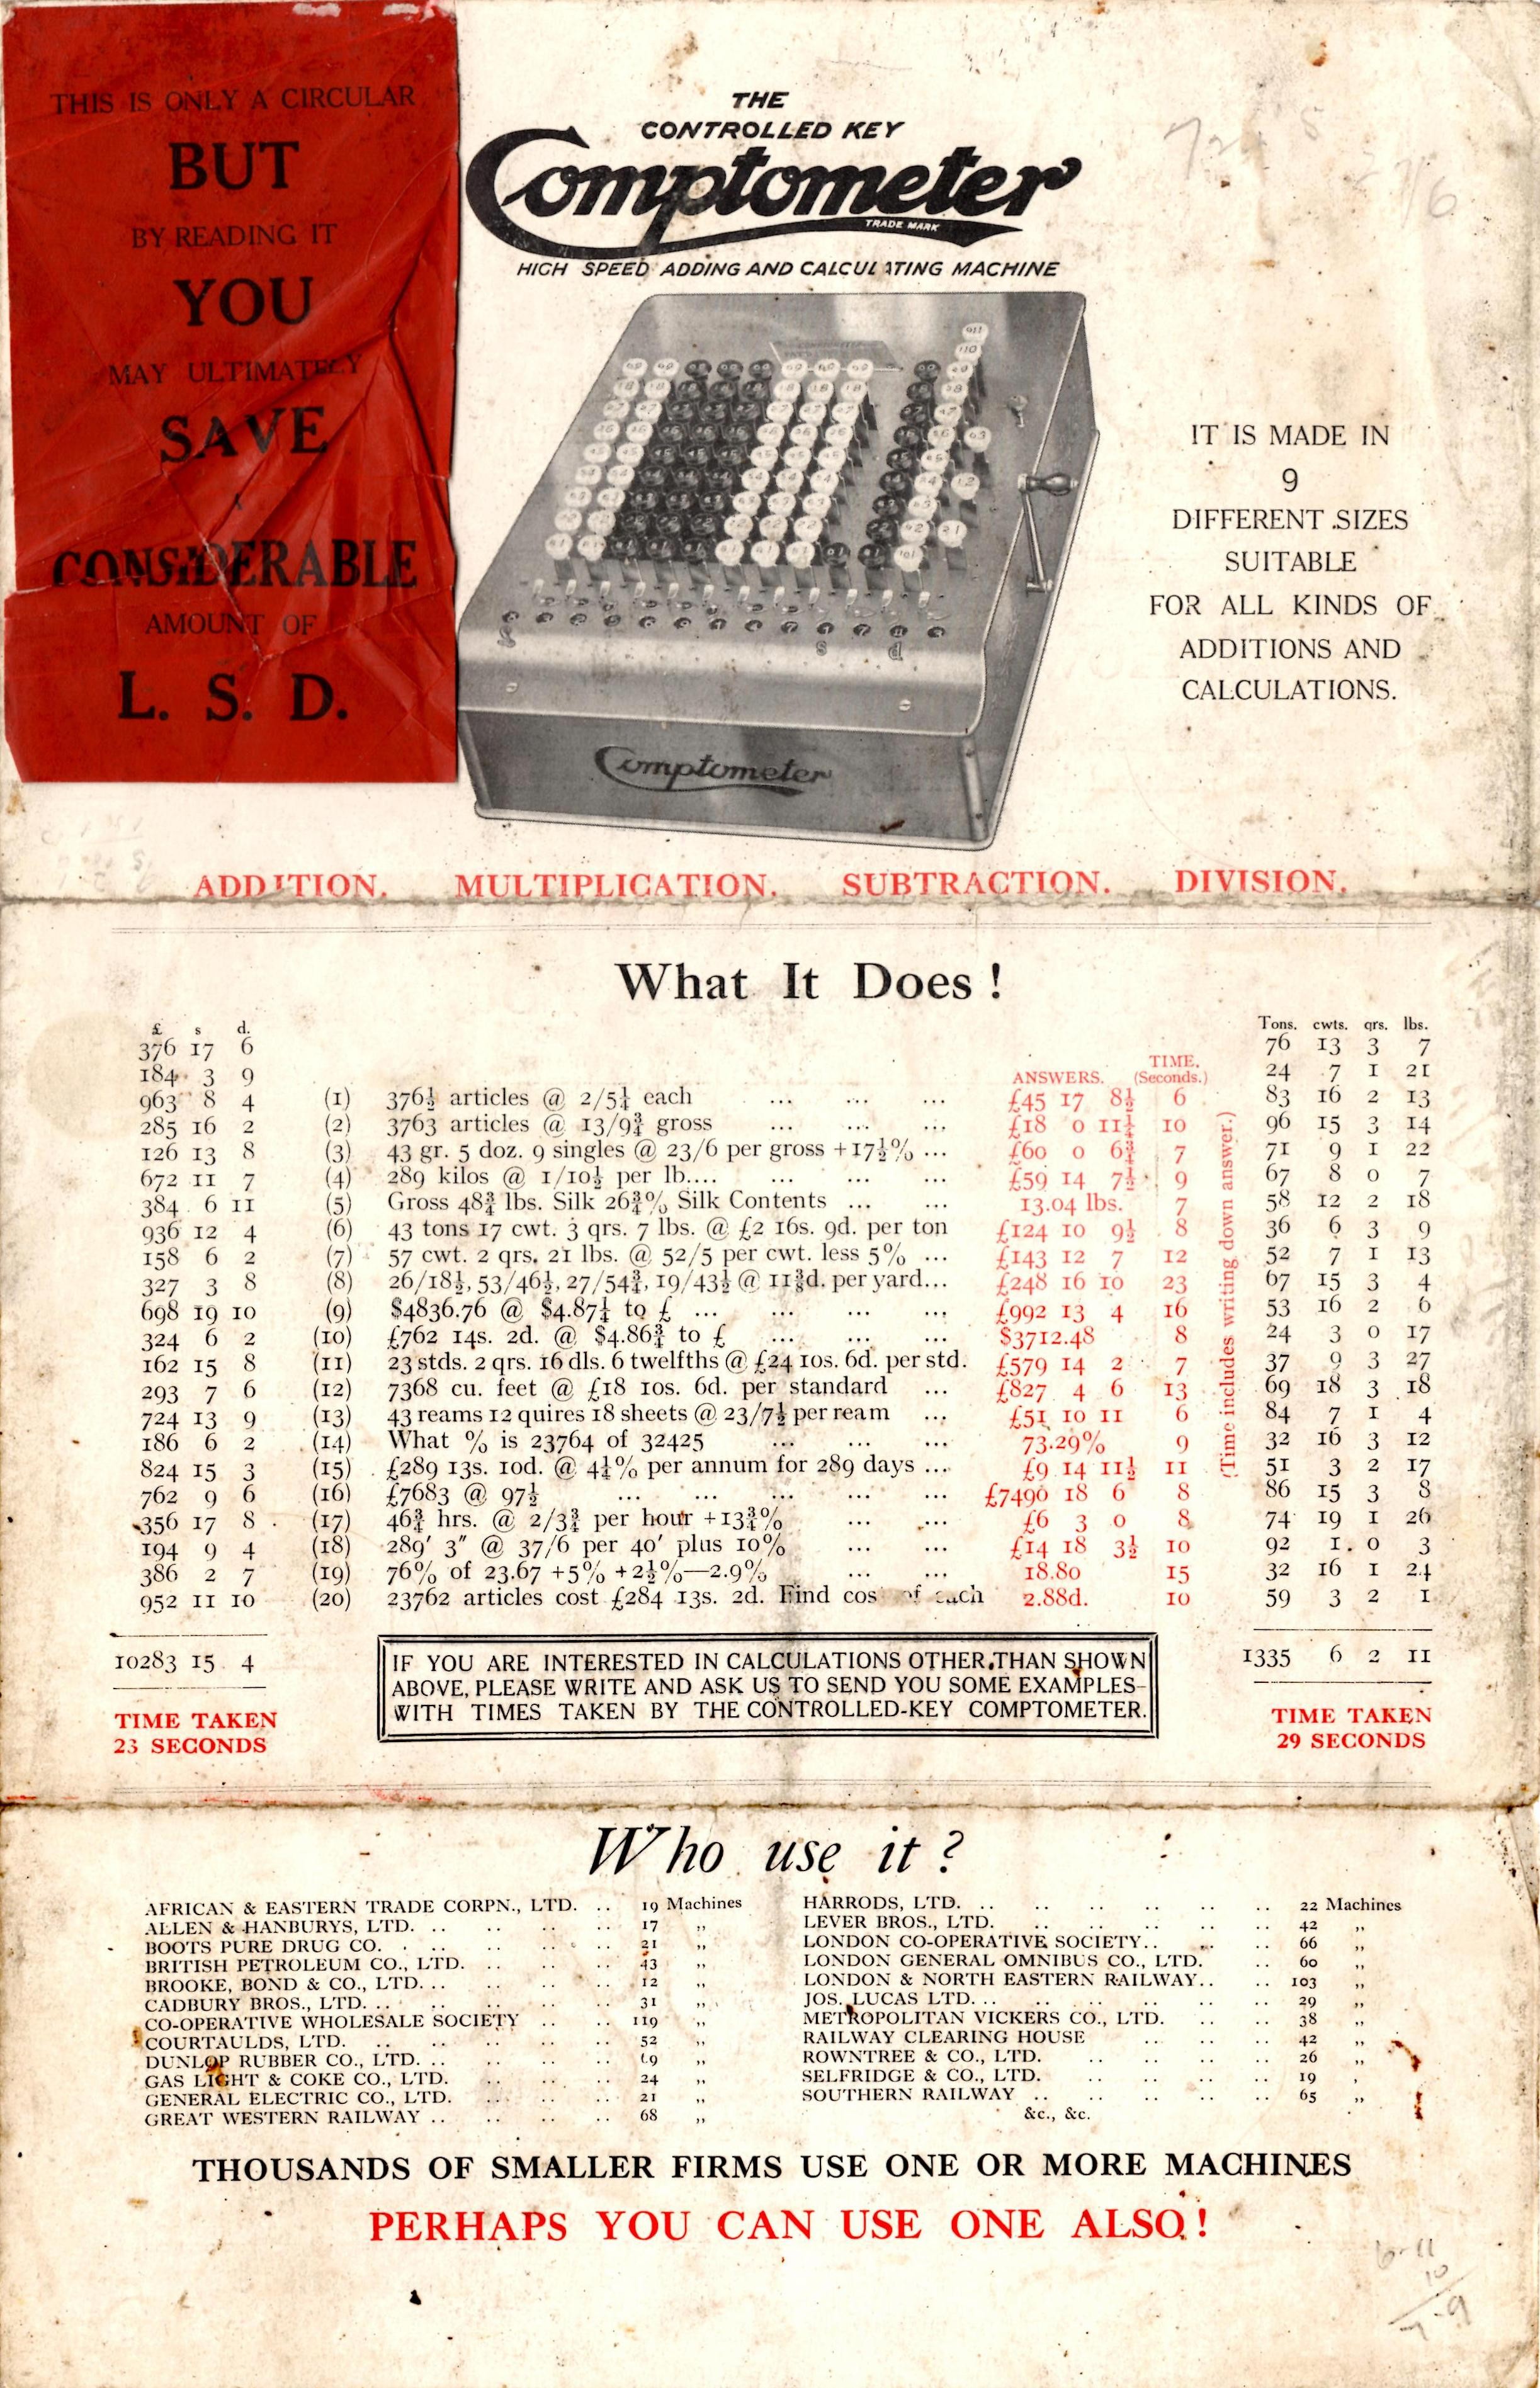 THIS IS ONLY A CIRCULAR
BUT
BY READING IT
YOU
MAY ULTIMATELY
SAVE
A
CONSIDERABLE
AMOUNT OF
L. S. D.
THE
CONTROLLED KEY
Comptometer
TRADE MARK
HIGH SPEED ADDING AND CALCULATING MACHINE
Comptometer
IT IS MADE IN
9
DIFFERENT SIZES
SUITABLE
FOR ALL KINDS OF
ADDITIONS AND
CALCULATIONS.
ADDITION. MULTIPLICATION. SUBTRACTION. DIVISION.
What It Does !
£ s d.
376 17 6
184 3 9
963 8 4
285 16 2
126 13 8
672 11 7
384 6 11
936 12 4
158 6 2
327 3 8
698 19 10
324 6 2
162 15 8
293 7 6
724 13 9
186 6 2
824 15 3
762 9 6
356 17 8
194 9 4
386 2 7
952 11 10
10283 15 4
TIME TAKEN
23 SECONDS
ANSWERS. TIME. (Seconds.)
(1) 376½ articles @ 2/5¼ each ... ... ... £45 17 8½ 6
(2) 3763 articles @ 13/9¾ gross ... ... ... £18 0 11¼ 10
(3) 43 gr. 5 doz. 9 singles @ 23/6 per gross +17½% ... £60 0 6¾ 7
(4) 289 kilos @ 1/10½ per lb.... ... ... £59 14 7½ 9
(5) Gross 48¾ lbs. Silk 26¾% Silk Contents ... ... 13.04 lbs. 7
(6) 43 tons 17 cwt. 3 qrs. 7 lbs. @ £2 16s. 9d. per ton £124 10 9½ 8
(7) 57 cwt. 2 qrs. 21 lbs. @ 52/5 per cwt. less 5% ... £143 12 7 12
(8) 26/18½, 53/46½, 27/54¾, 19/43½ @ 11⅜d. per yard... £248 16 10 23
(9) $4836.76 @ $4.87¼ to £ ... ... ... £992 13 4 16
(10) £762 14s. 2d. @ $4.86¾ to £ ... ... ... $3712.48 8
(11) 23 stds. 2 qrs. 16 dls. 6 twelfths @ £24 10s. 6d. per std. £579 14 2 7
(12) 7368 cu. feet @ £18 10s. 6d. per standard ... £827 4 6 13
(13) 43 reams 12 quires 18 sheets @ 23/7½ per ream ... £51 10 11 6
(14) What % is 23764 of 32425 ... ... ... 73.29% 9
(15) £289 13s. 10d. @ 4¼% per annum for 289 days ... £9 14 11½ 11
(16) £7683 @ 97½ ... ... ... ... ... £7490 18 6 8
(17) 46¾ hrs. @ 2/3¾ per hour +13¾% ... ... £6 3 0 8
(18) 289′ 3″ @ 37/6 per 40′ plus 10% ... ... £14 18 3½ 10
(19) 76% of 23.67 +5% +2½%—2.9% ... ... 18.80 15
(20) 23762 articles cost £284 13s. 2d. Find cos of each 2.88d. 10
(Time includes writing down answer.)
IF YOU ARE INTERESTED IN CALCULATIONS OTHER THAN SHOWN
ABOVE, PLEASE WRITE AND ASK US TO SEND YOU SOME EXAMPLES—
WITH TIMES TAKEN BY THE CONTROLLED-KEY COMPTOMETER.
Tons. cwts. qrs. lbs.
76 13 3 7
24 7 1 21
83 16 2 13
96 15 3 14
71 9 1 22
67 8 0 7
58 12 2 18
36 6 3 9
52 7 1 13
67 15 3 4
53 16 2 6
24 3 0 17
37 9 3 27
69 18 3 18
84 7 1 4
32 16 3 12
51 3 2 17
86 15 3 8
74 19 1 26
92 1 0 3
32 16 1 24
59 3 2 1
1335 6 2 11
TIME TAKEN
29 SECONDS
Who use it ?
AFRICAN & EASTERN TRADE CORPN., LTD. .. 19 Machines
ALLEN & HANBURYS, LTD. .. .. .. .. 17 ,,
BOOTS PURE DRUG CO. .. .. .. .. 21 ,,
BRITISH PETROLEUM CO., LTD. .. .. .. 43 ,,
BROOKE, BOND & CO., LTD. .. .. .. .. 12 ,,
CADBURY BROS., LTD. .. .. .. .. .. 31 ,,
CO-OPERATIVE WHOLESALE SOCIETY .. .. 119 ,,
COURTAULDS, LTD. .. .. .. .. 52 ,,
DUNLOP RUBBER CO., LTD. .. .. .. .. 69 ,,
GAS LIGHT & COKE CO., LTD. .. .. .. 24 ,,
GENERAL ELECTRIC CO., LTD. .. .. .. 21 ,,
GREAT WESTERN RAILWAY .. .. .. .. 68 ,,
HARRODS, LTD. .. .. .. .. .. .. 22 Machines
LEVER BROS., LTD. .. .. .. .. .. 42 ,,
LONDON CO-OPERATIVE SOCIETY .. .. .. 66 ,,
LONDON GENERAL OMNIBUS CO., LTD. .. 60 ,,
LONDON & NORTH EASTERN RAILWAY .. .. 103 ,,
JOS. LUCAS LTD. .. .. .. .. .. .. 29 ,,
METROPOLITAN VICKERS CO., LTD. .. .. 38 ,,
RAILWAY CLEARING HOUSE .. .. .. 42 ,,
ROWNTREE & CO., LTD. .. .. .. .. 26 ,,
SELFRIDGE & CO., LTD. .. .. .. .. 19 ,
SOUTHERN RAILWAY .. .. .. .. .. 65 ,,
&c., &c.
THOUSANDS OF SMALLER FIRMS USE ONE OR MORE MACHINES
PERHAPS YOU CAN USE ONE ALSO !